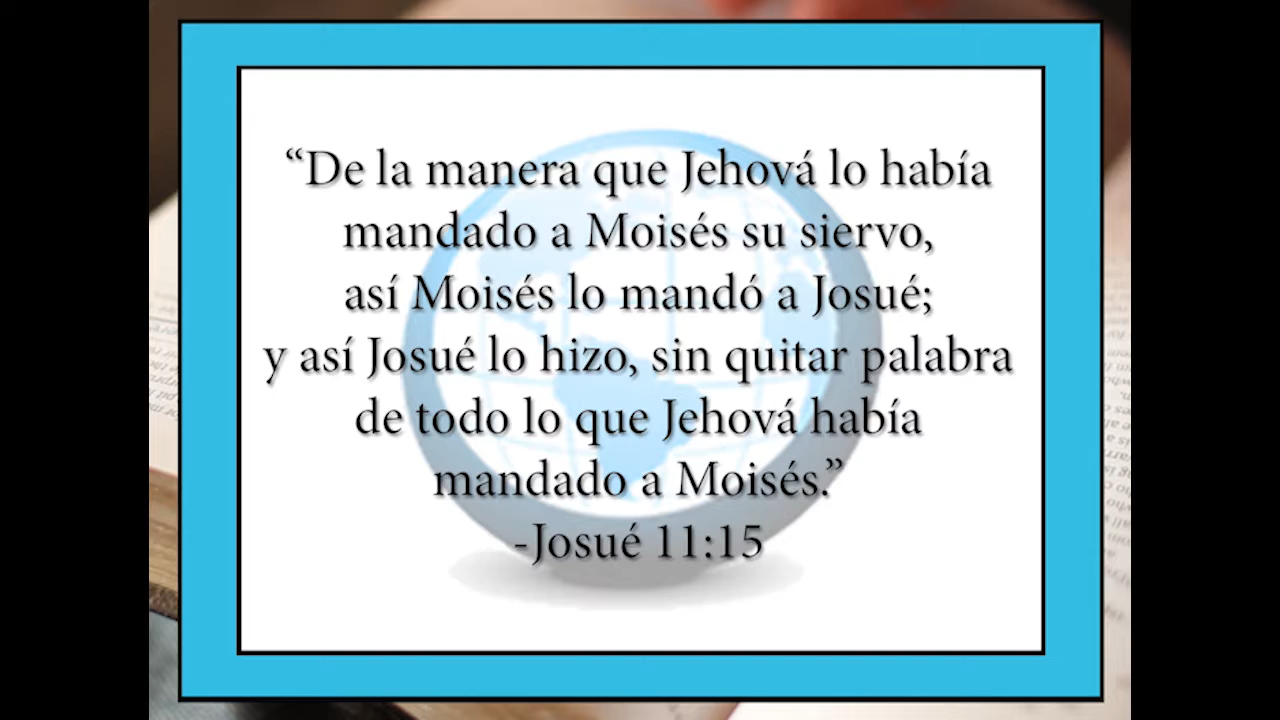 “De la manera que Jehová lo había
mandado a Moisés su siervo,
así Moisés lo mandó a Josué;
y así Josué lo hizo, sin quitar palabra
de todo lo que Jehová había
mandado a Moisés.”
-Josué 11:15